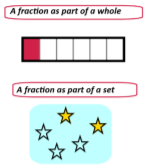 A fraction as part of a whole
A fraction as part of a set